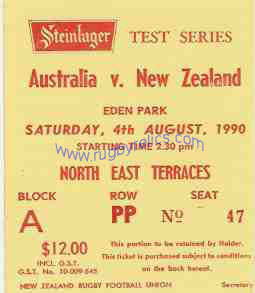 Steinlager TEST SERIES
Australia v. New Zealand
EDEN PARK
SATURDAY, 4th AUGUST, 1990
STARTING TIME 2.30 pm
www.rugbyrelics.com
NORTH EAST TERRACES
BLOCK ROW SEAT
A PP Nº 47
$12.00
INCL. G.S.T.
G.S.T. No. 10-009-645
This portion to be retained by Holder.
This ticket is purchased subject to conditions
on the back hereof.
NEW ZEALAND RUGBY FOOTBALL UNION Secretary